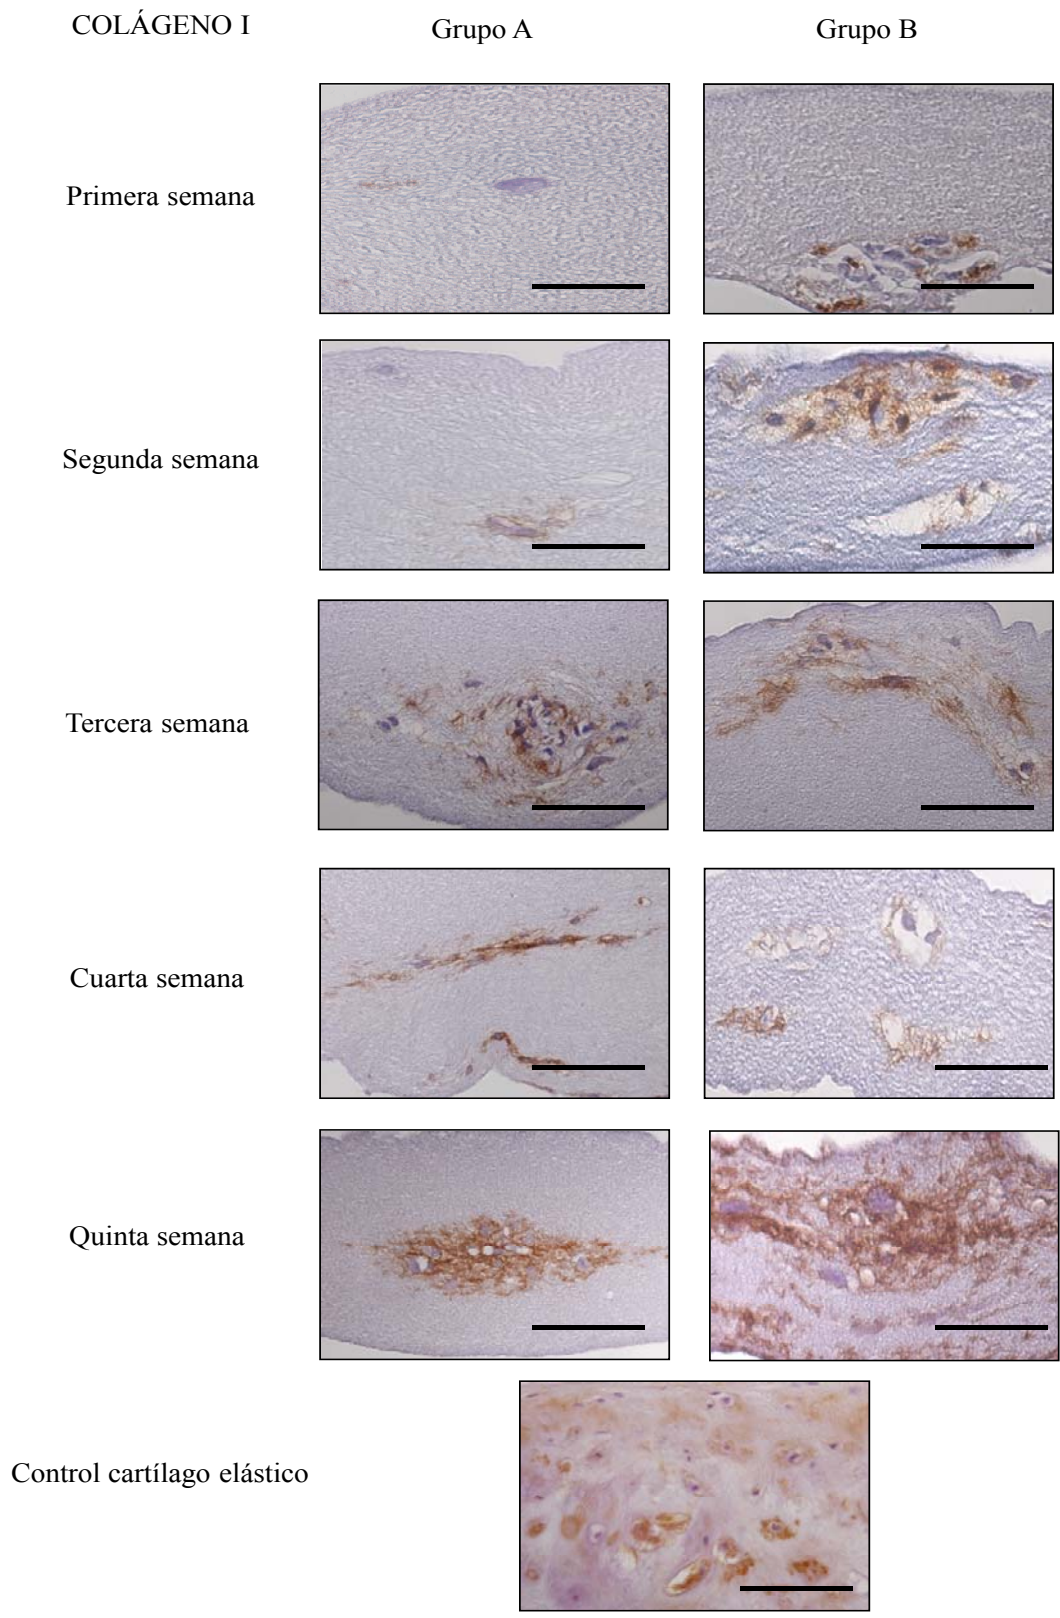 COLÁGENO I
Grupo A
Grupo B
Primera semana
Segunda semana
Tercera semana
Cuarta semana
Quinta semana
Control cartílago elástico